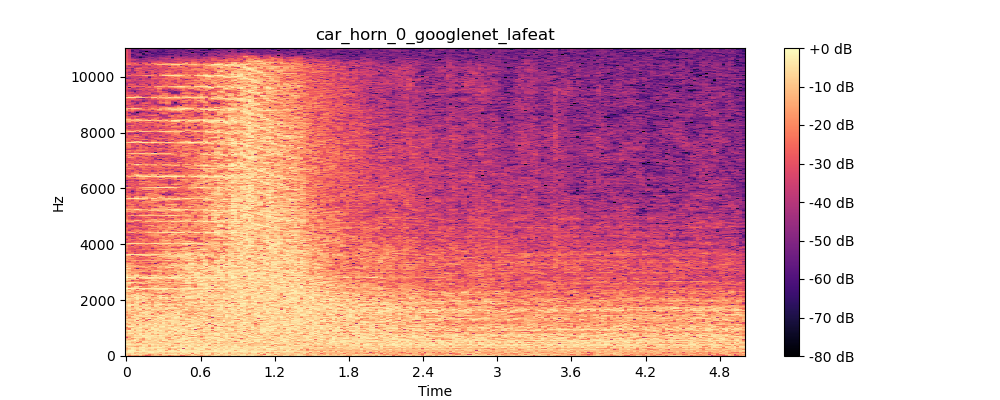 car_horn_0_googlenet_lafeat
Hz
10000
8000
6000
4000
2000
0
0 0.6 1.2 1.8 2.4 3 3.6 4.2 4.8
Time
+0 dB
-10 dB
-20 dB
-30 dB
-40 dB
-50 dB
-60 dB
-70 dB
-80 dB